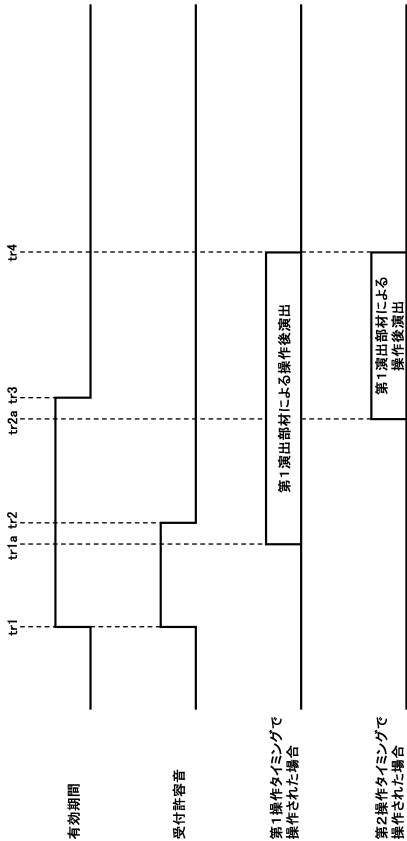 tr1
tr1a
tr2
tr2a
tr3
tr4
有効期間
受付許容音
第1操作タイミングで
操作された場合
第1演出部材による操作後演出
第2操作タイミングで
操作された場合
第1演出部材による
操作後演出